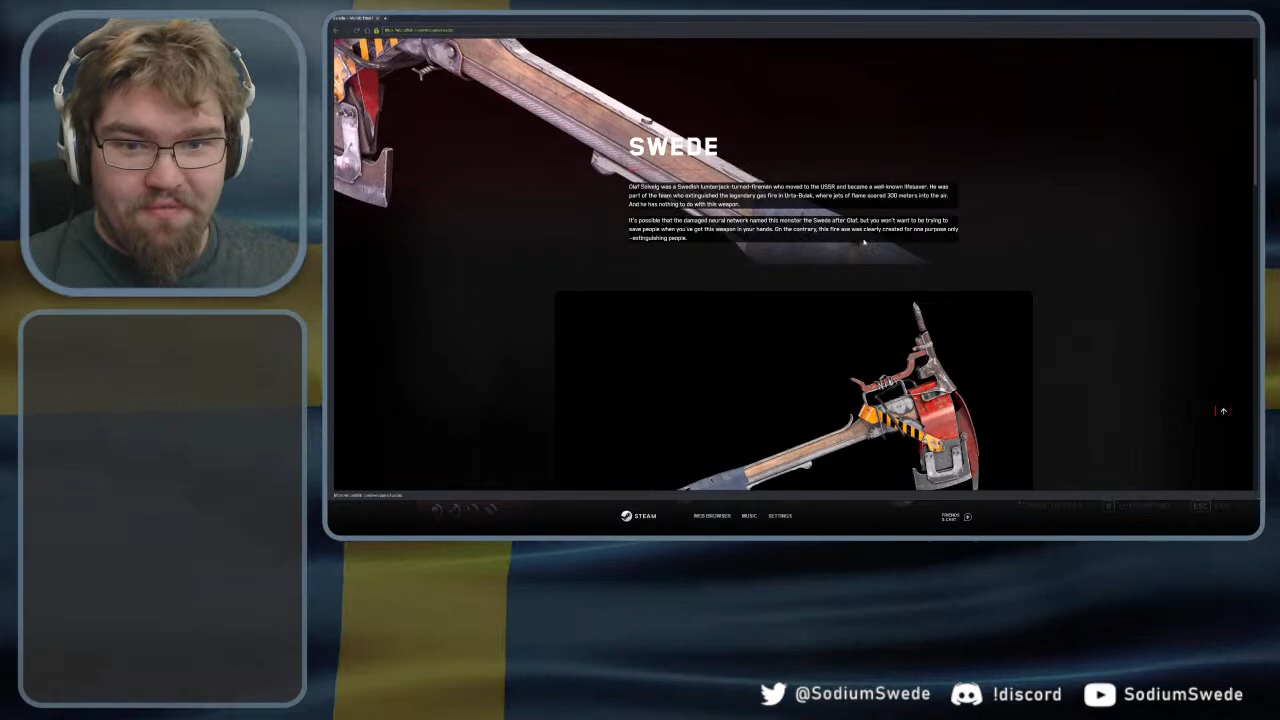 SWEDE
Olaf Solvelg was a Swedish lumberjack-turned-fireman who moved to the USSR and became a well-known lifesaver. He was
part of the team who extinguished the legendary gas fire in Urta-Bulak, where jets of flame soared 300 meters into the air.
And he has nothing to do with this weapon.
It's possible that the damaged neural network named this monster the Swede after Olaf, but you won't want to be trying to
save people when you've got this weapon in your hands. On the contrary, this fire axe was clearly created for one purpose only
–extinguishing people.
STEAM
WEB BROWSER MUSIC SETTINGS
FRIENDS
& CHAT
@SodiumSwede !discord SodiumSwede